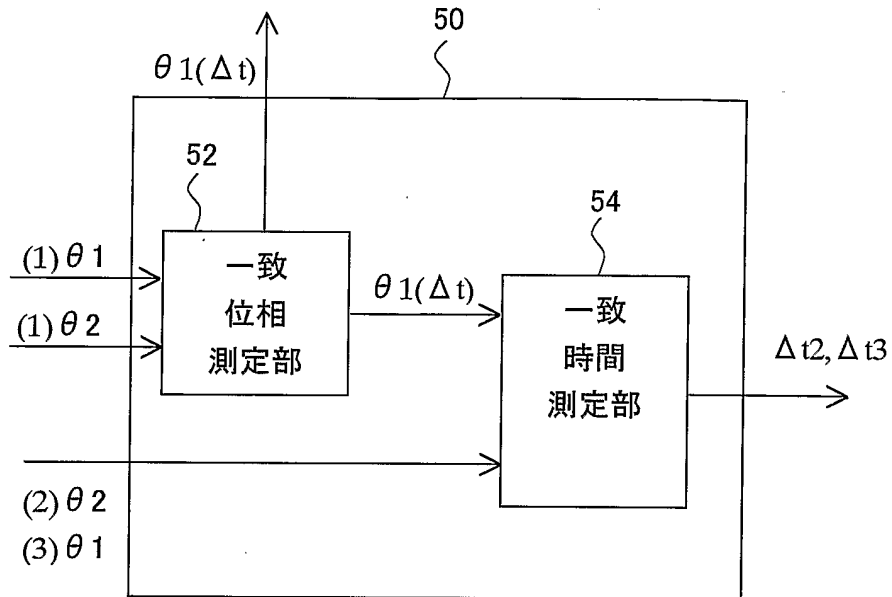 50
θ1(Δt)
52
54
(1)θ1
一致
位相
測定部
(1)θ2
θ1(Δt)
一致
時間
測定部
Δt2,Δt3
(2)θ2
(3)θ1